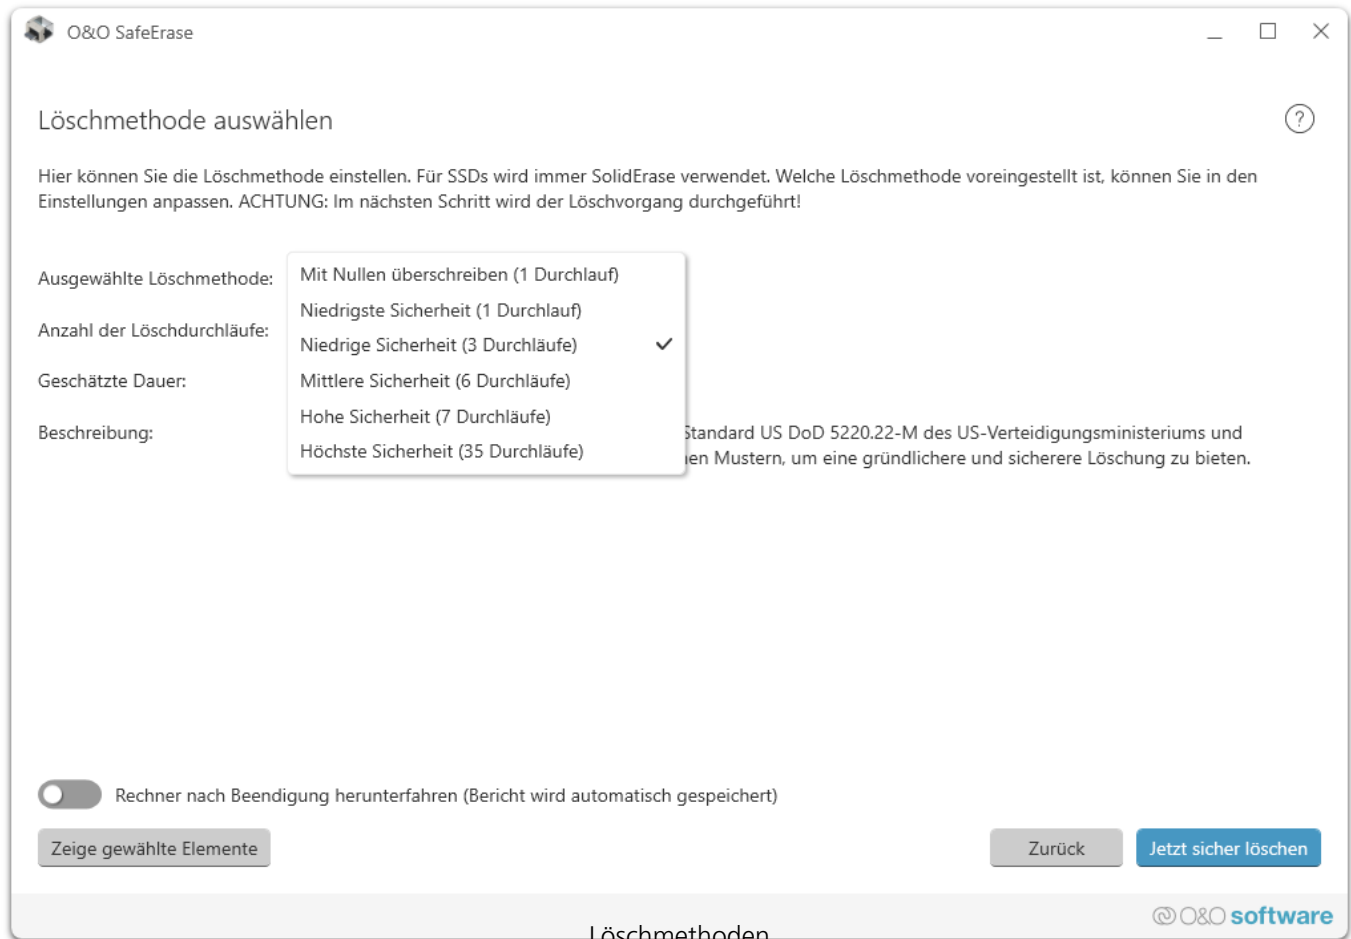 O&O SafeErase
Löschmethode auswählen
Hier können Sie die Löschmethode einstellen. Für SSDs wird immer SolidErase verwendet. Welche Löschmethode voreingestellt ist, können Sie in den
Einstellungen anpassen. ACHTUNG: Im nächsten Schritt wird der Löschvorgang durchgeführt!
Ausgewählte Löschmethode:
Mit Nullen überschreiben (1 Durchlauf)
Niedrigste Sicherheit (1 Durchlauf)
Anzahl der Löschdurchläufe:
Niedrige Sicherheit (3 Durchläufe)
Geschätzte Dauer:
Mittlere Sicherheit (6 Durchläufe)
Hohe Sicherheit (7 Durchläufe)
Beschreibung:
Standard US DoD 5220.22-M des US-Verteidigungsministeriums und
Höchste Sicherheit (35 Durchläufe)
Mustern, um eine gründlichere und sicherere Löschung zu bieten.
Rechner nach Beendigung herunterfahren (Bericht wird automatisch gespeichert)
Zeige gewählte Elemente
Zurück
Jetzt sicher löschen
O&O software
Löschmethoden